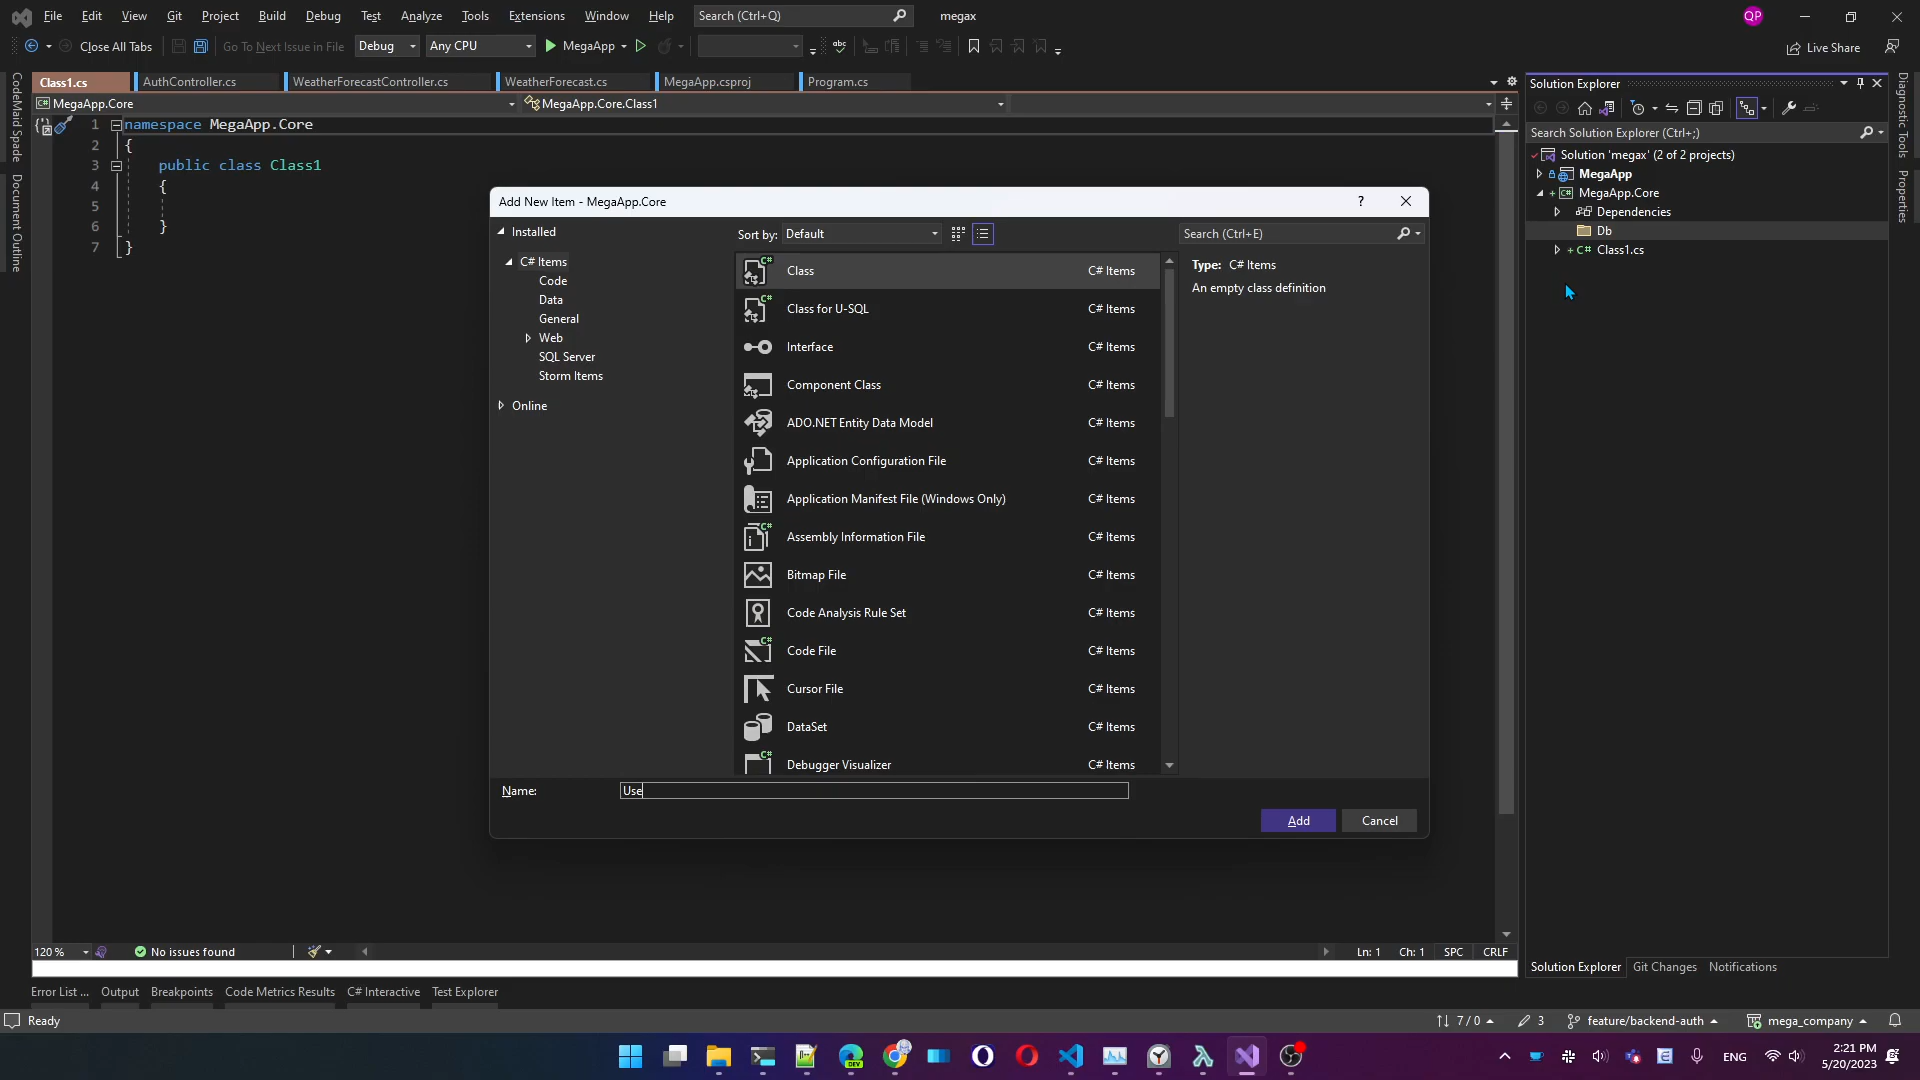 File Edit View Git Project Build Debug Test Analyze Tools Extensions Window Help Search (Ctrl+Q) megax QP
Close All Tabs Go To Next Issue in File Debug Any CPU MegaApp abc Live Share
Class1.cs AuthController.cs WeatherForecastController.cs WeatherForecast.cs MegaApp.csproj Program.cs
MegaApp.Core MegaApp.Core.Class1
CodeMaid Spade
Document Outline
1 namespace MegaApp.Core
2 {
3 public class Class1
4 {
5
6 }
7 }
Add New Item - MegaApp.Core ?
Installed
C# Items
Code
Data
General
Web
SQL Server
Storm Items
Online
Sort by: Default
Search (Ctrl+E)
Class C# Items
Class for U-SQL C# Items
Interface C# Items
Component Class C# Items
ADO.NET Entity Data Model C# Items
Application Configuration File C# Items
Application Manifest File (Windows Only) C# Items
Assembly Information File C# Items
Bitmap File C# Items
Code Analysis Rule Set C# Items
Code File C# Items
Cursor File C# Items
DataSet C# Items
Debugger Visualizer C# Items
Type: C# Items
An empty class definition
Name: Use
Add Cancel
Solution Explorer
Search Solution Explorer (Ctrl+;)
Solution 'megax' (2 of 2 projects)
MegaApp
MegaApp.Core
Dependencies
Db
C# Class1.cs
Diagnostic Tools
Properties
120 % No issues found Ln: 1 Ch: 1 SPC CRLF
Solution Explorer Git Changes Notifications
Error List ... Output Breakpoints Code Metrics Results C# Interactive Test Explorer
Ready 7 / 0 3 feature/backend-auth mega_company
ENG 2:21 PM
5/20/2023